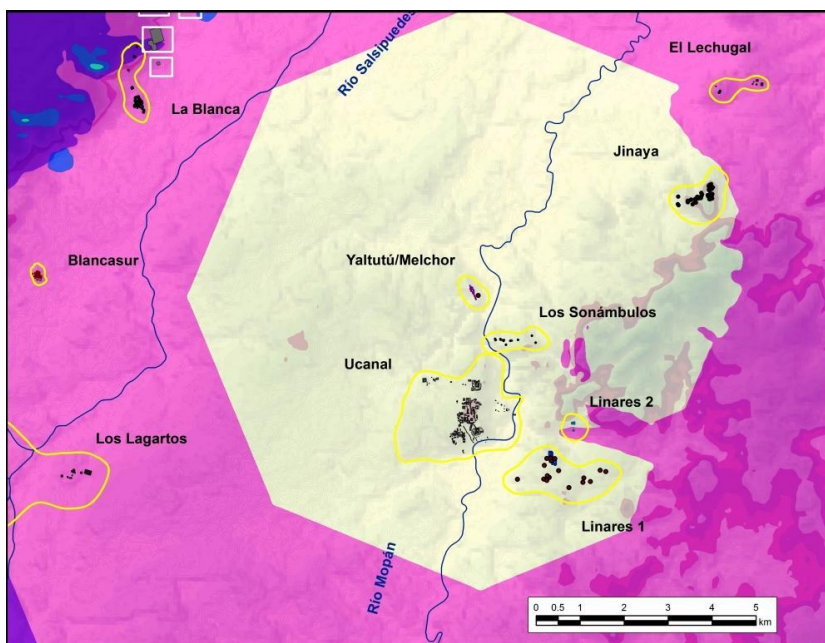 Río Salsipuedes
El Lechugal
La Blanca
Jinaya
Blancasur
Yaltutú/Melchor
Los Sonámbulos
Ucanal
Linares 2
Los Lagartos
Linares 1
Río Mopán
0 0.5 1 2 3 4 5
km